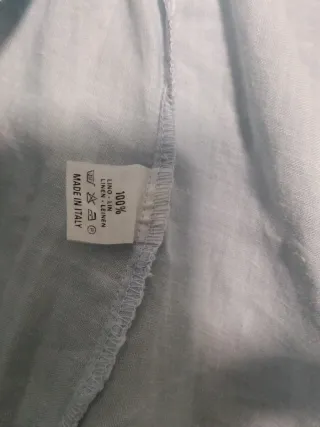 100%
LINO - LIN
LINEN - LEINEN
MADE IN ITALY